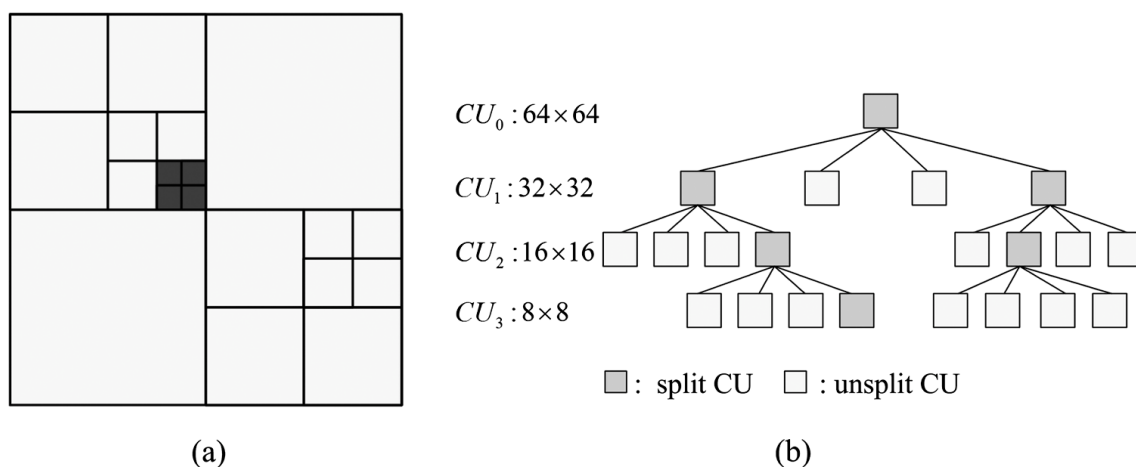 CU₀ : 64×64
CU₁ : 32×32
CU₂ : 16×16
CU₃ : 8×8
: split CU : unsplit CU
(a) (b)